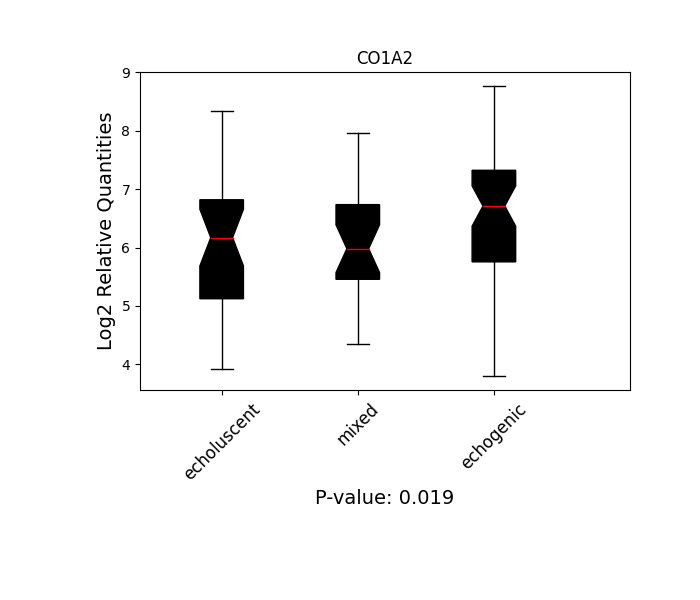 CO1A2
Log2 Relative Quantities
9
8
7
6
5
4
echoluscent
mixed
echogenic
P-value: 0.019